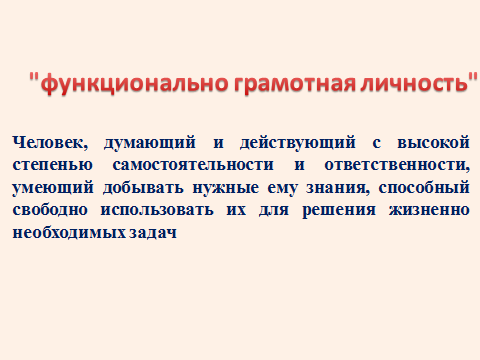 "функционально грамотная личность"
Человек, думающий и действующий с высокой
степенью самостоятельности и ответственности,
умеющий добывать нужные ему знания, способный
свободно использовать их для решения жизненно
необходимых задач